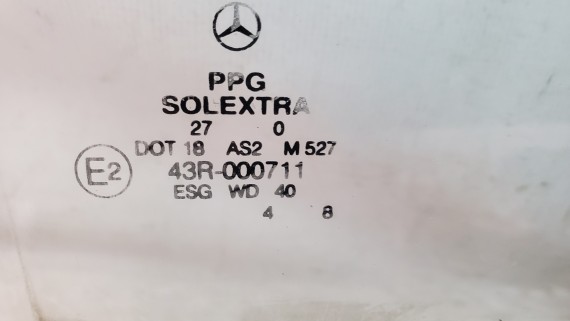 PPG
SOLEXTRA
27 0
DOT 18 AS2 M 527
E2 43R-000711
ESG WD 40
4 8